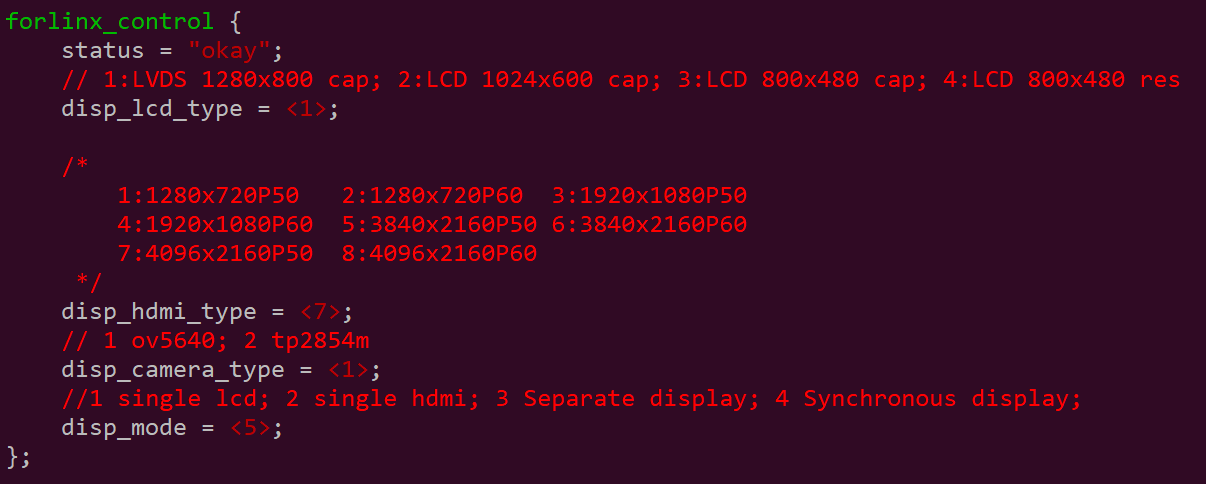 forlinx_control {
status = "okay";
// 1:LVDS 1280x800 cap; 2:LCD 1024x600 cap; 3:LCD 800x480 cap; 4:LCD 800x480 res
disp_lcd_type = <1>;
/*
1:1280x720P50 2:1280x720P60 3:1920x1080P50
4:1920x1080P60 5:3840x2160P50 6:3840x2160P60
7:4096x2160P50 8:4096x2160P60
*/
disp_hdmi_type = <7>;
// 1 ov5640; 2 tp2854m
disp_camera_type = <1>;
//1 single lcd; 2 single hdmi; 3 Separate display; 4 Synchronous display;
disp_mode = <5>;
};